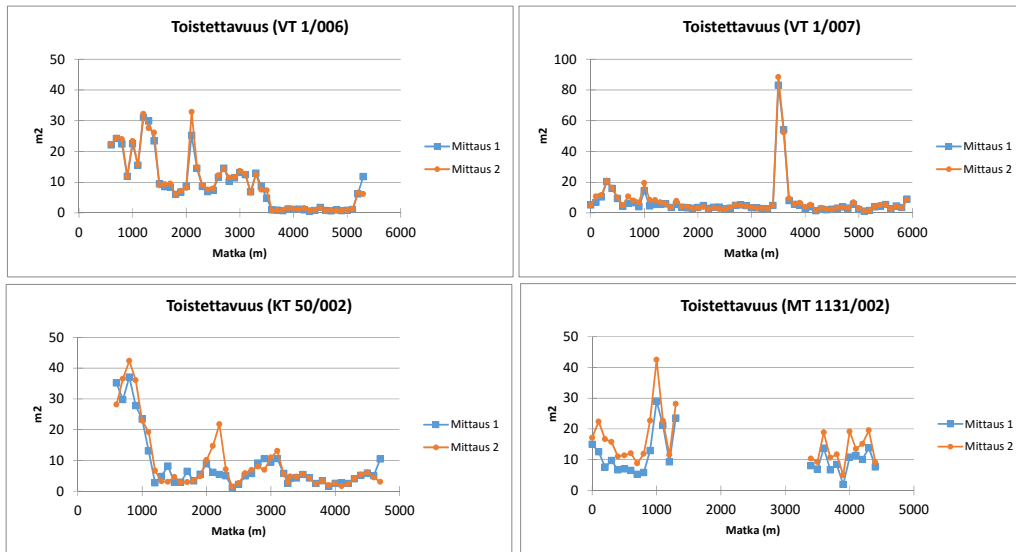 Toistettavuus (VT 1/006)
50
40
30
20
10
0
m2
0 1000 2000 3000 4000 5000 6000
Matka (m)
Mittaus 1
Mittaus 2
Toistettavuus (VT 1/007)
100
80
60
40
20
0
m2
0 1000 2000 3000 4000 5000 6000
Matka (m)
Mittaus 1
Mittaus 2
Toistettavuus (KT 50/002)
50
40
30
20
10
0
m2
0 1000 2000 3000 4000 5000
Matka (m)
Mittaus 1
Mittaus 2
Toistettavuus (MT 1131/002)
50
40
30
20
10
0
m2
0 1000 2000 3000 4000 5000
Matka (m)
Mittaus 1
Mittaus 2